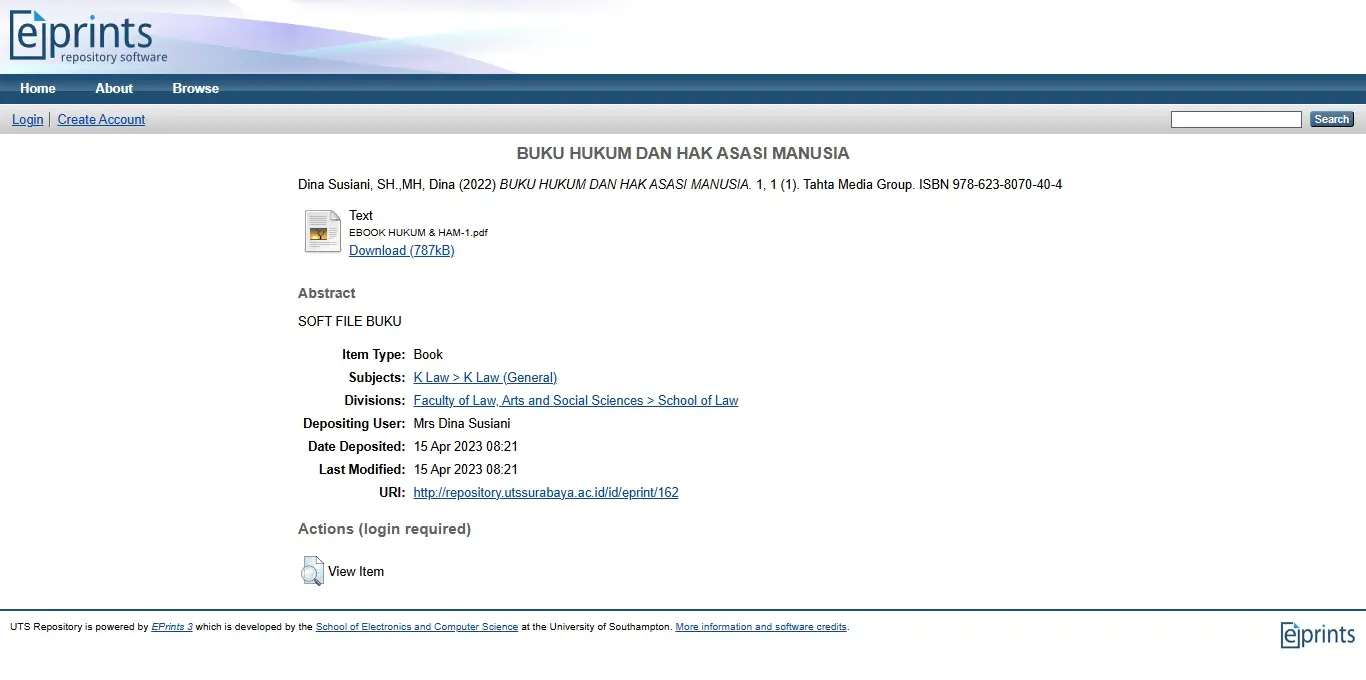 eprints
repository software
Home About Browse
Login Create Account Search
BUKU HUKUM DAN HAK ASASI MANUSIA
Dina Susiani, SH.,MH, Dina (2022) BUKU HUKUM DAN HAK ASASI MANUSIA. 1, 1 (1). Tahta Media Group. ISBN 978-623-8070-40-4
Text
EBOOK HUKUM & HAM-1.pdf
Download (787kB)
Abstract
SOFT FILE BUKU
Item Type: Book
Subjects: K Law > K Law (General)
Divisions: Faculty of Law, Arts and Social Sciences > School of Law
Depositing User: Mrs Dina Susiani
Date Deposited: 15 Apr 2023 08:21
Last Modified: 15 Apr 2023 08:21
URI: http://repository.utssurabaya.ac.id/id/eprint/162
Actions (login required)
View Item
UTS Repository is powered by EPrints 3 which is developed by the School of Electronics and Computer Science at the University of Southampton. More information and software credits.
eprints